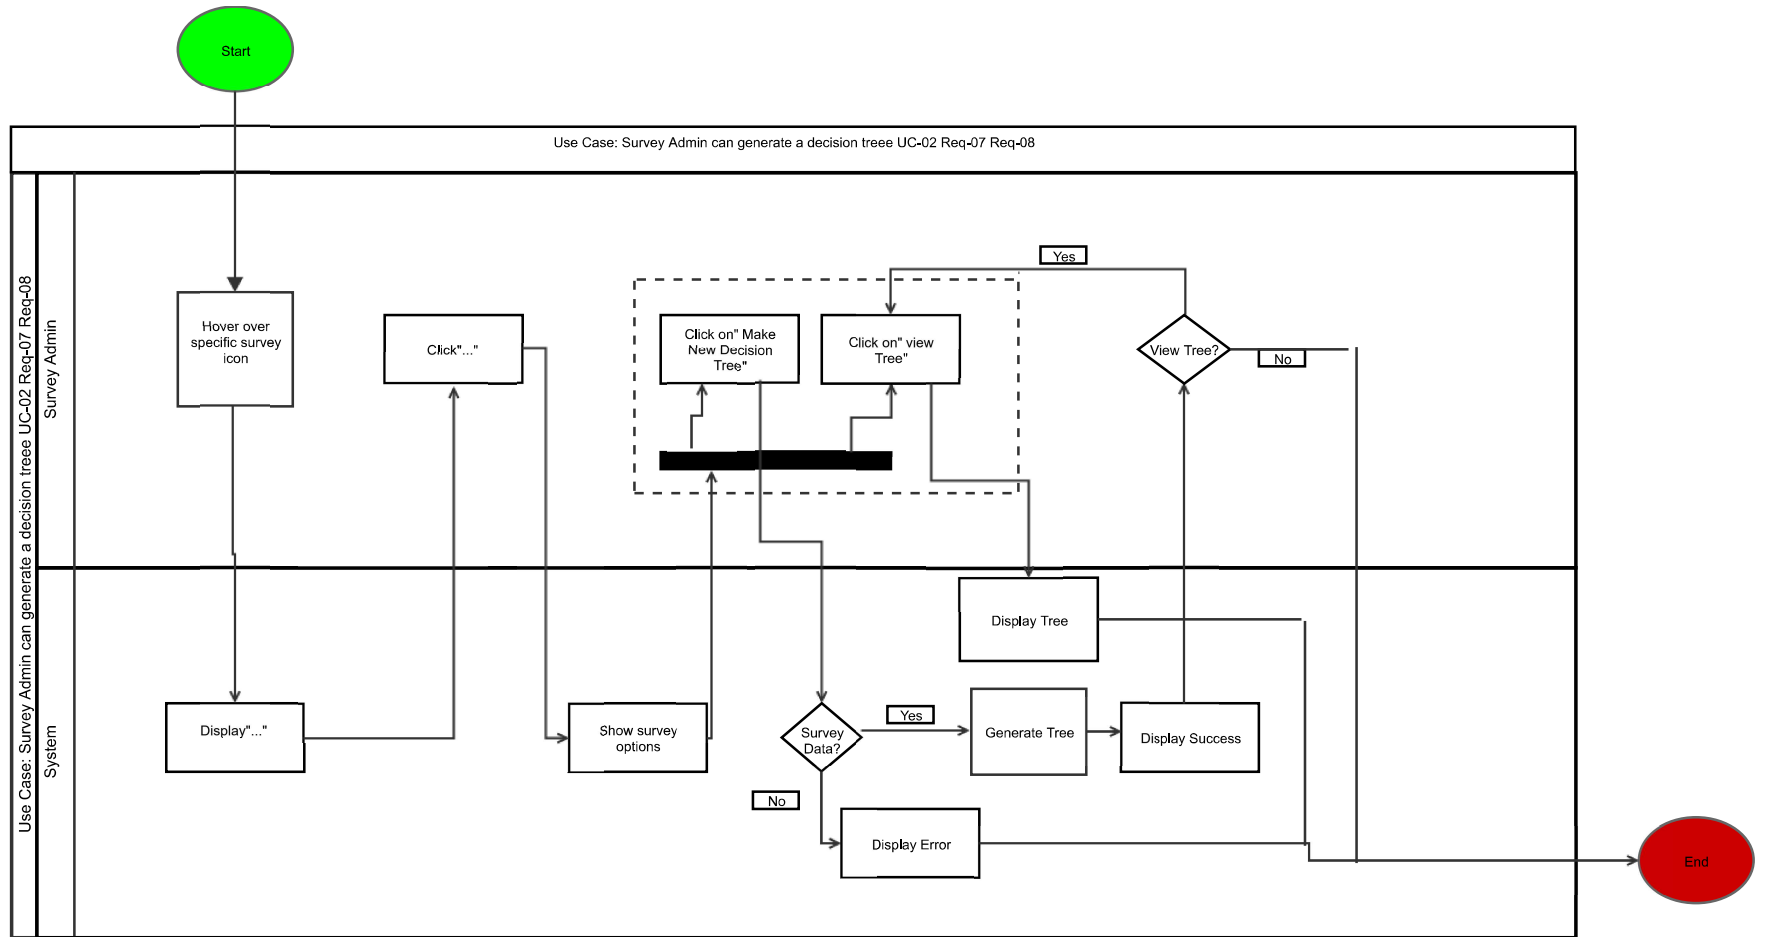 Start
Use Case: Survey Admin can generate a decision treee UC-02 Req-07 Req-08
Use Case: Survey Admin can generate a decision treee UC-02 Req-07 Req-08
Survey Admin
Yes
Hover over
specific survey
icon
Click"..."
Click on" Make
New Decision
Tree"
Click on" view
Tree"
View Tree?
No
System
Display Tree
Display"..."
Show survey
options
Survey
Data?
Yes
Generate Tree
Display Success
No
Display Error
End